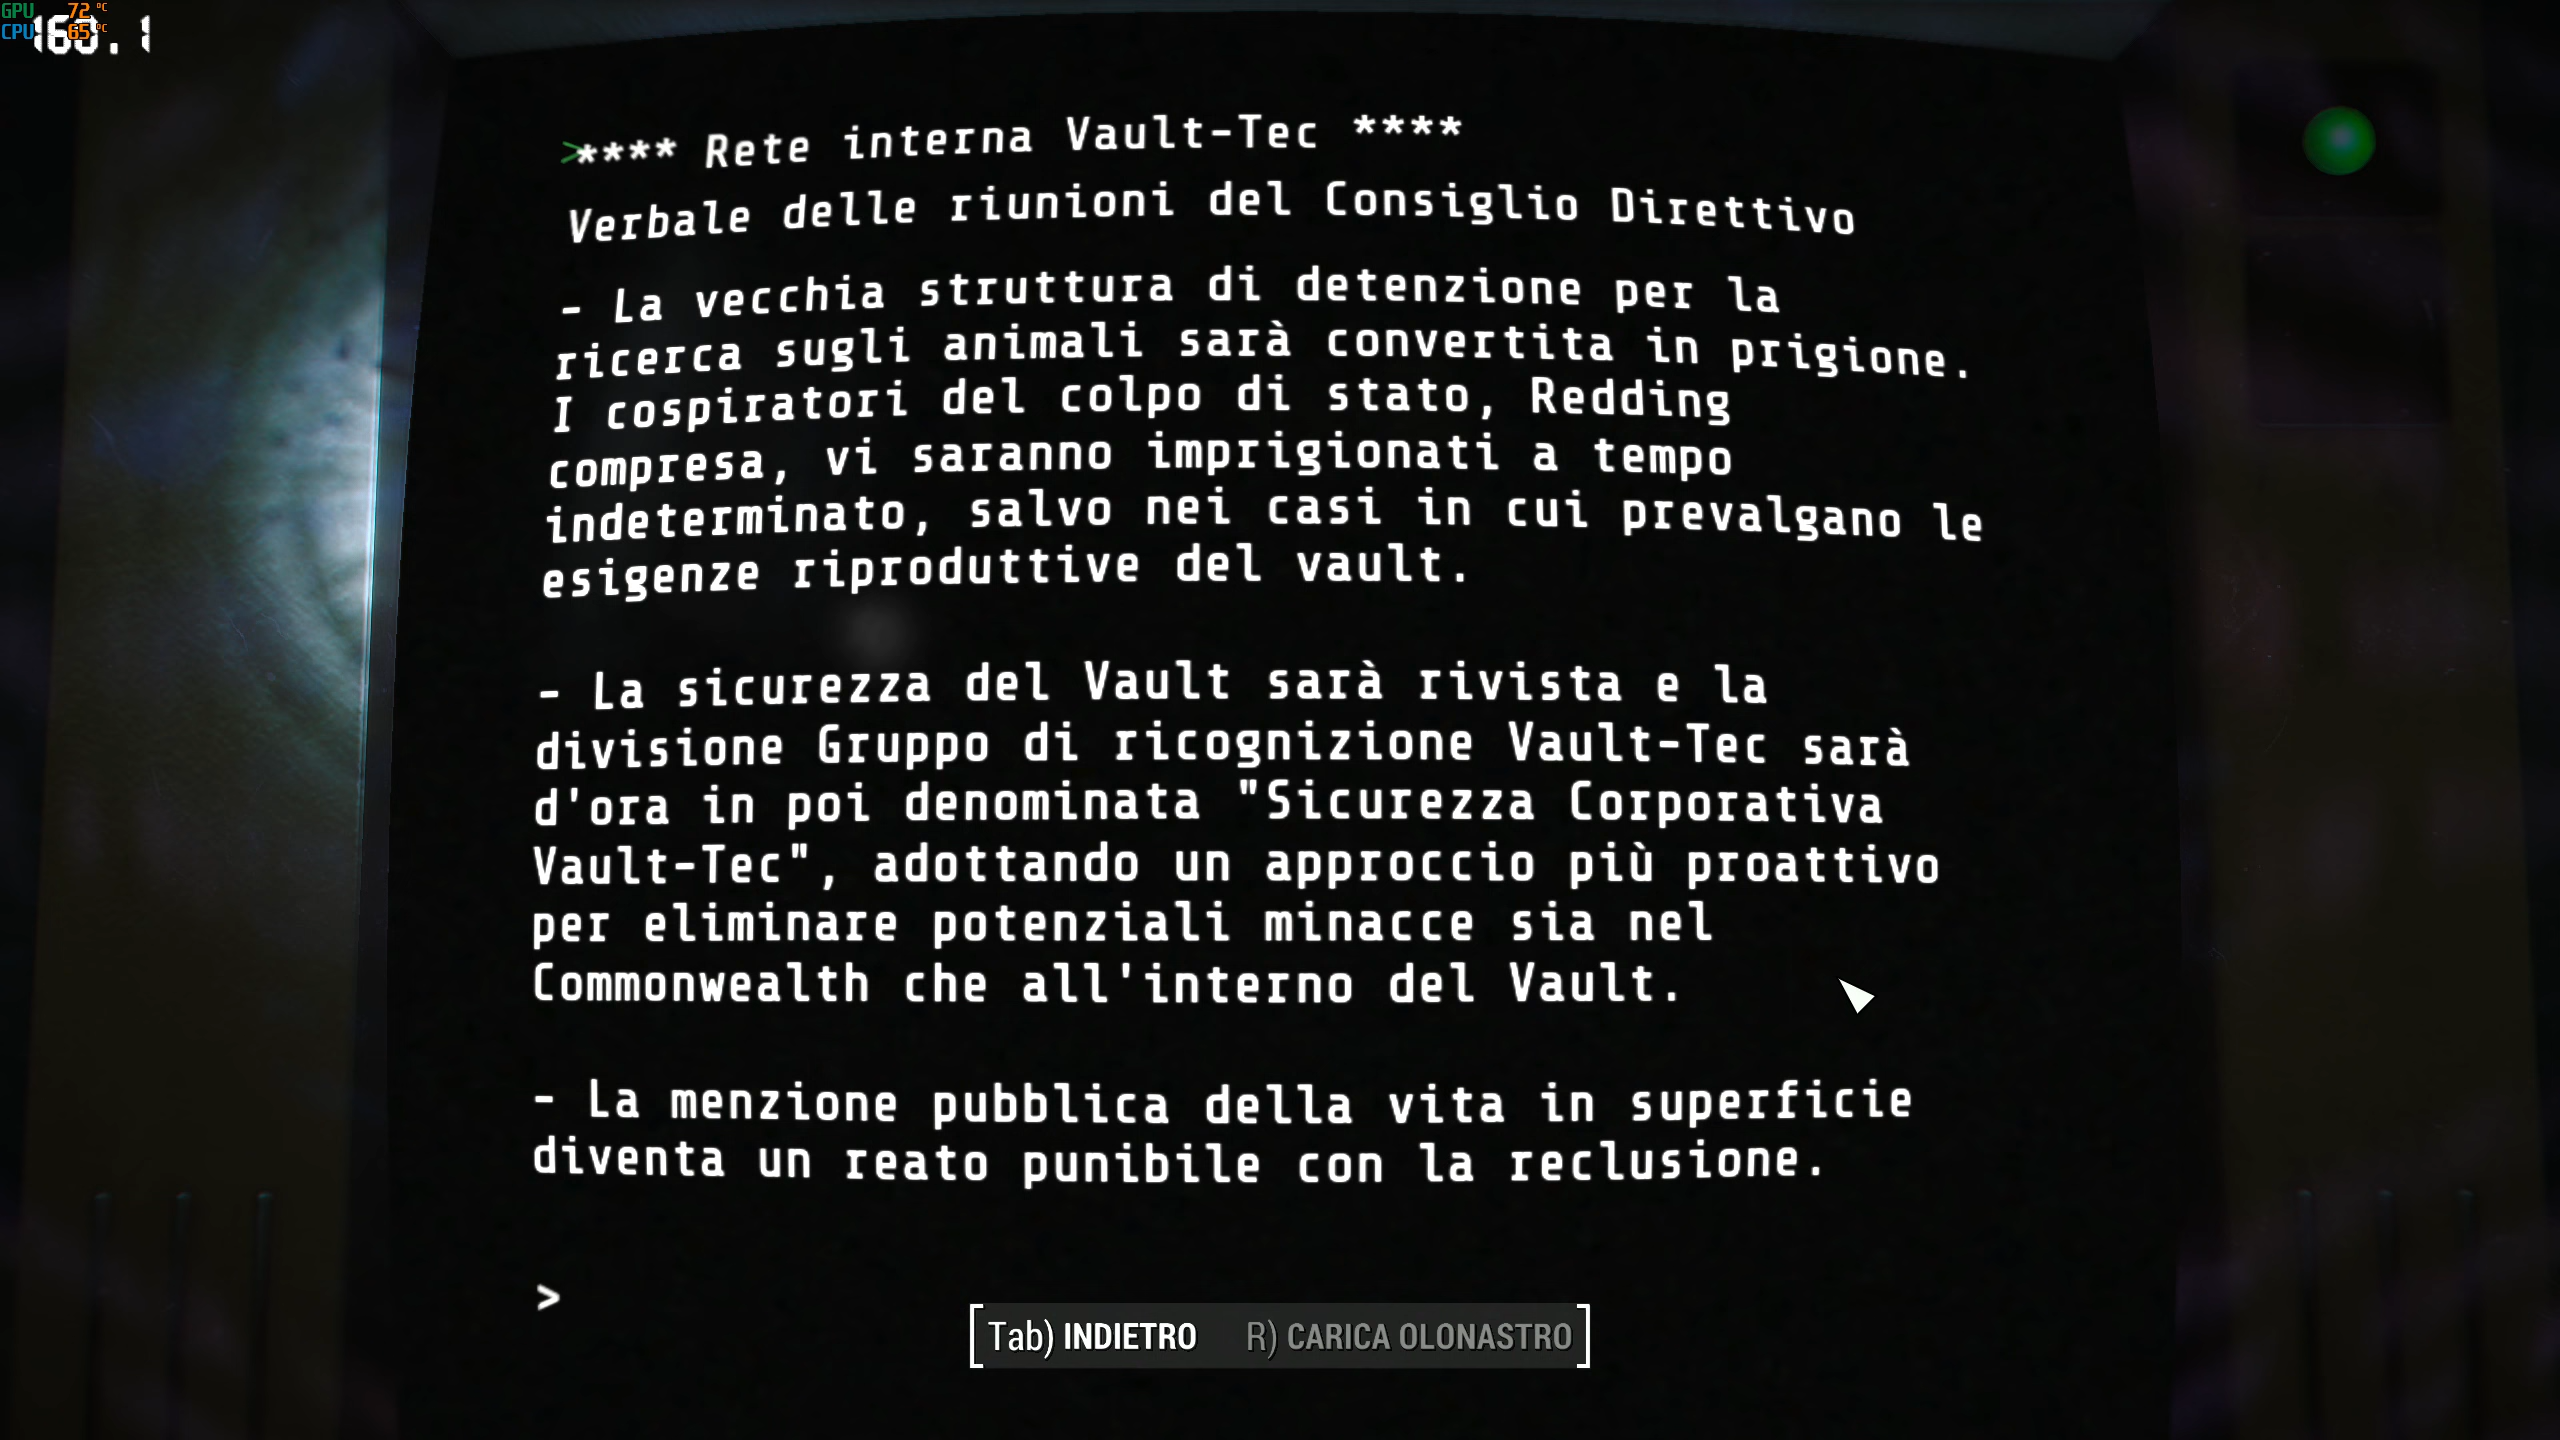 GPU 72 °C
CPU 65 °C
>**** Rete interna Vault-Tec ****
Verbale delle riunioni del Consiglio Direttivo
- La vecchia struttura di detenzione per la
ricerca sugli animali sarà convertita in prigione.
I cospiratori del colpo di stato, Redding
compresa, vi saranno imprigionati a tempo
indeterminato, salvo nei casi in cui prevalgano le
esigenze riproduttive del vault.
- La sicurezza del Vault sarà rivista e la
divisione Gruppo di ricognizione Vault-Tec sarà
d'ora in poi denominata "Sicurezza Corporativa
Vault-Tec", adottando un approccio più proattivo
per eliminare potenziali minacce sia nel
Commonwealth che all'interno del Vault.
- La menzione pubblica della vita in superficie
diventa un reato punibile con la reclusione.
>
Tab) INDIETRO R) CARICA OLONASTRO